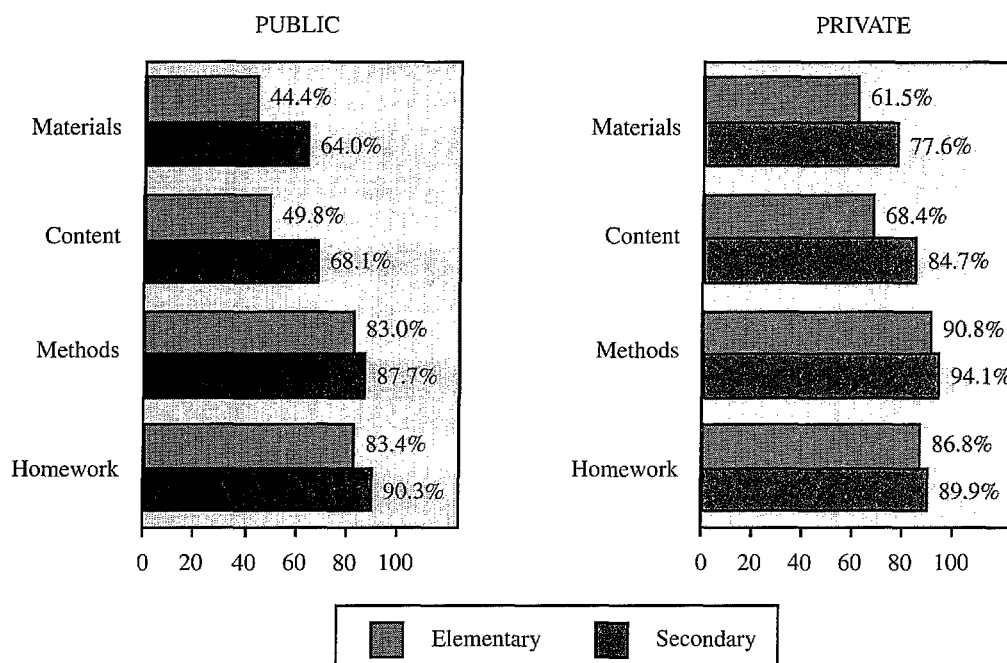 PUBLIC
Materials
44.4%
64.0%
Content
49.8%
68.1%
Methods
83.0%
87.7%
Homework
83.4%
90.3%
0 20 40 60 80 100
PRIVATE
Materials
61.5%
77.6%
Content
68.4%
84.7%
Methods
90.8%
94.1%
Homework
86.8%
89.9%
0 20 40 60 80 100
Elementary Secondary